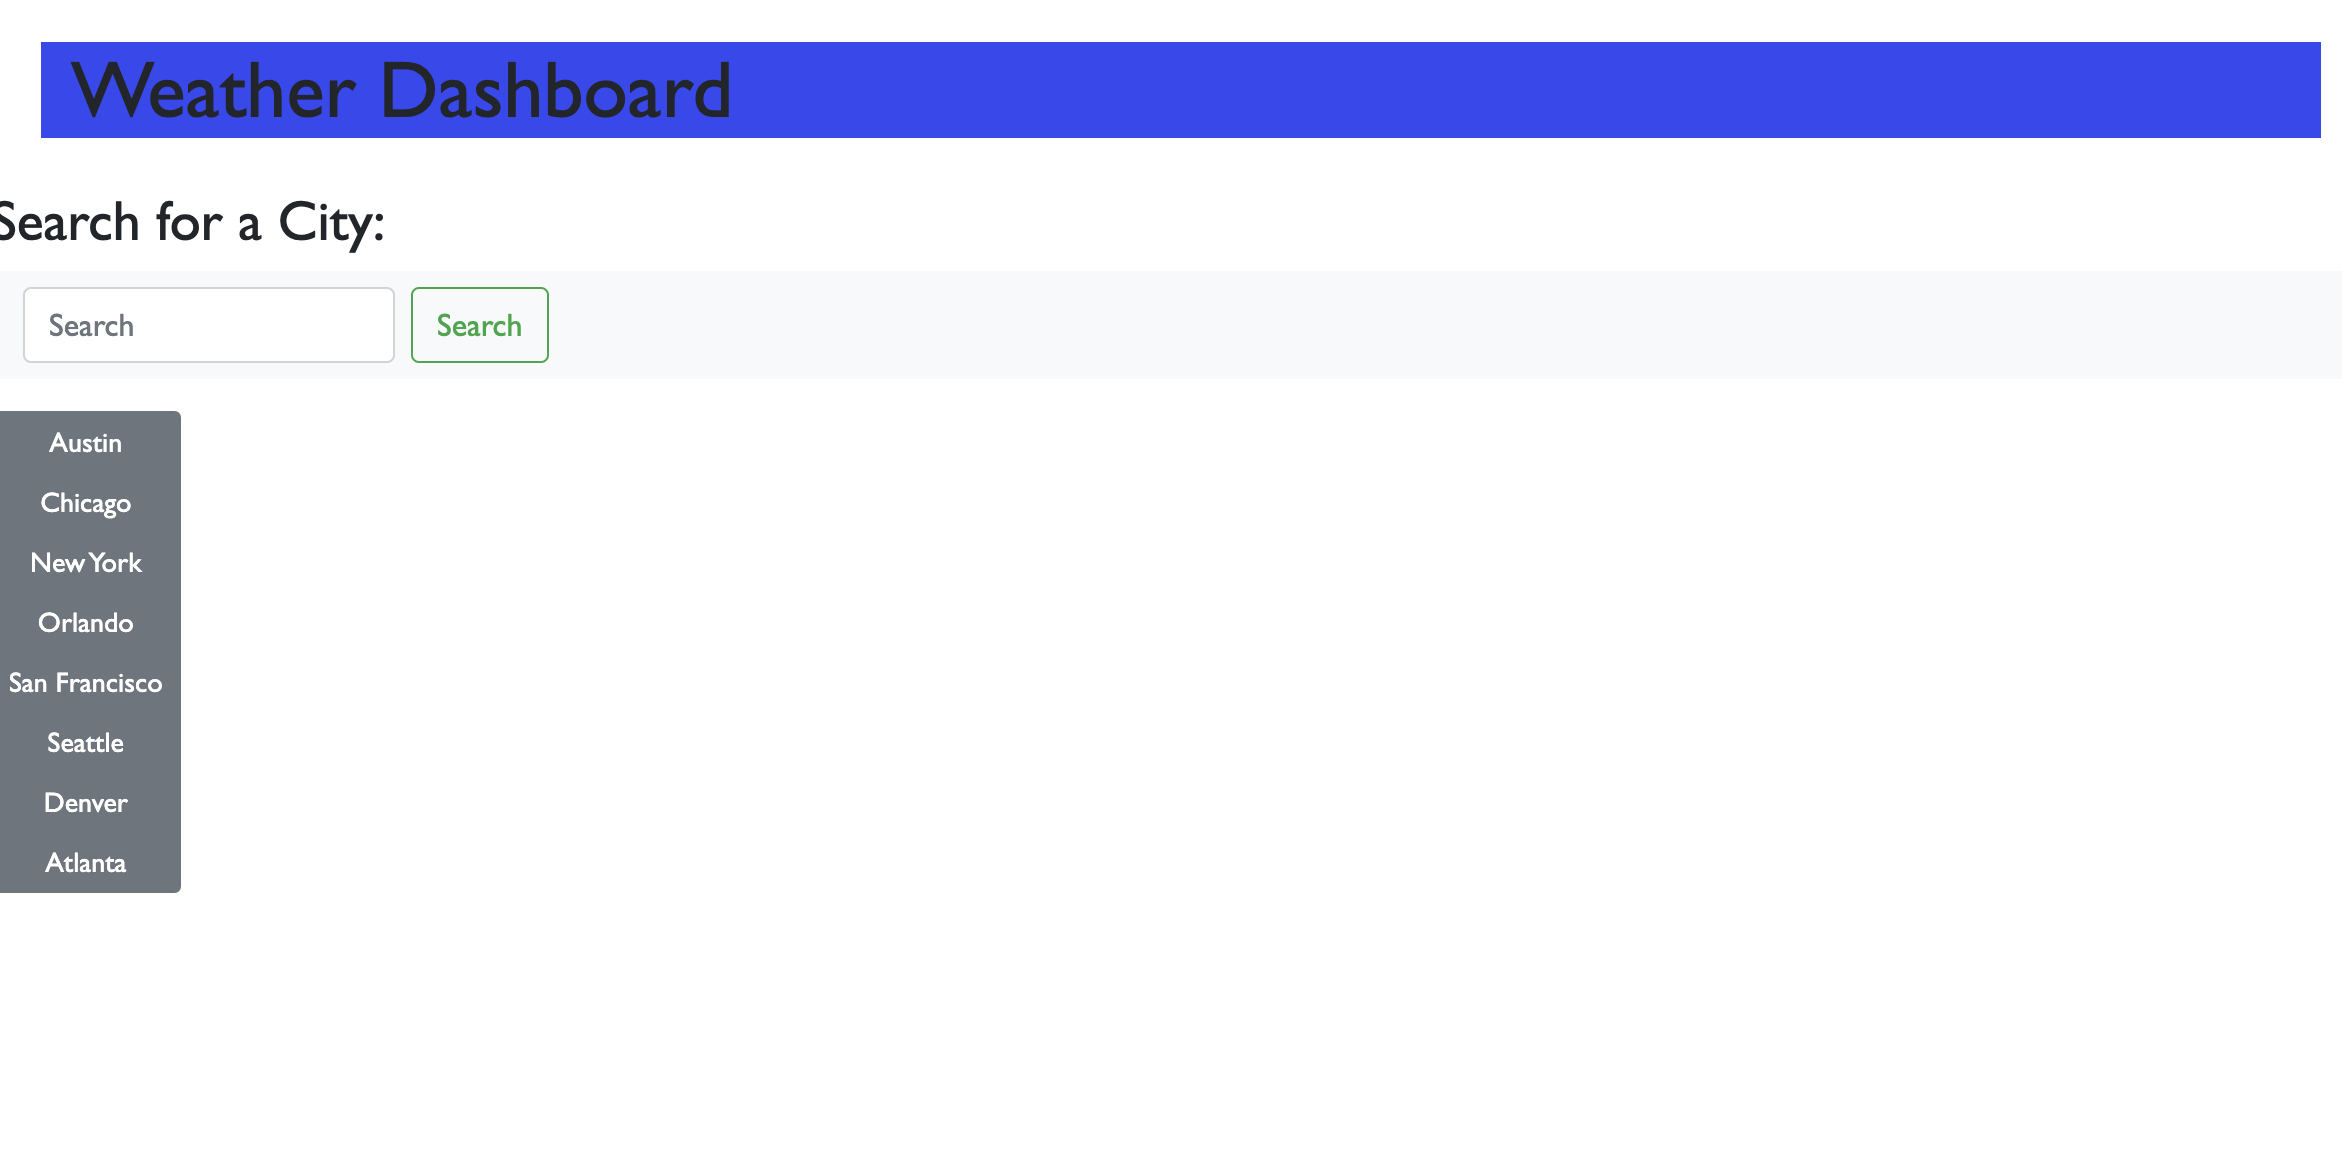 Weather Dashboard
Search for a City:
Search Search
Austin
Chicago
New York
Orlando
San Francisco
Seattle
Denver
Atlanta